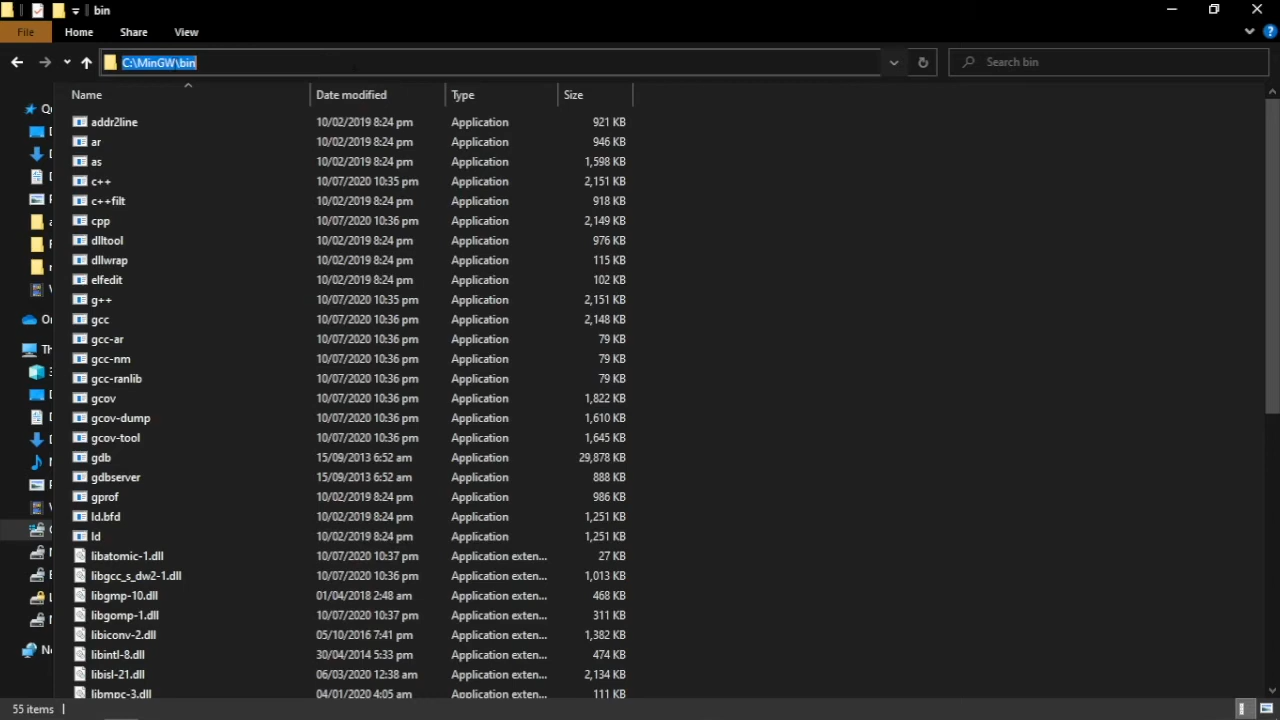 bin
File Home Share View
C:\MinGW\bin Search bin
Name Date modified Type Size
addr2line 10/02/2019 8:24 pm Application 921 KB
ar 10/02/2019 8:24 pm Application 946 KB
as 10/02/2019 8:24 pm Application 1,598 KB
c++ 10/07/2020 10:35 pm Application 2,151 KB
c++filt 10/02/2019 8:24 pm Application 918 KB
cpp 10/07/2020 10:36 pm Application 2,149 KB
dlltool 10/02/2019 8:24 pm Application 976 KB
dllwrap 10/02/2019 8:24 pm Application 115 KB
elfedit 10/02/2019 8:24 pm Application 102 KB
g++ 10/07/2020 10:35 pm Application 2,151 KB
gcc 10/07/2020 10:36 pm Application 2,148 KB
gcc-ar 10/07/2020 10:36 pm Application 79 KB
gcc-nm 10/07/2020 10:36 pm Application 79 KB
gcc-ranlib 10/07/2020 10:36 pm Application 79 KB
gcov 10/07/2020 10:36 pm Application 1,822 KB
gcov-dump 10/07/2020 10:36 pm Application 1,610 KB
gcov-tool 10/07/2020 10:36 pm Application 1,645 KB
gdb 15/09/2013 6:52 am Application 29,878 KB
gdbserver 15/09/2013 6:52 am Application 888 KB
gprof 10/02/2019 8:24 pm Application 986 KB
ld.bfd 10/02/2019 8:24 pm Application 1,251 KB
ld 10/02/2019 8:24 pm Application 1,251 KB
libatomic-1.dll 10/07/2020 10:37 pm Application exten... 27 KB
libgcc_s_dw2-1.dll 10/07/2020 10:36 pm Application exten... 1,013 KB
libgmp-10.dll 01/04/2018 2:48 am Application exten... 468 KB
libgomp-1.dll 10/07/2020 10:37 pm Application exten... 311 KB
libiconv-2.dll 05/10/2016 7:41 pm Application exten... 1,382 KB
libintl-8.dll 30/04/2014 5:33 pm Application exten... 474 KB
libisl-21.dll 06/03/2020 12:38 am Application exten... 2,134 KB
libmpc-3.dll 04/01/2020 4:05 am Application exten... 111 KB
55 items